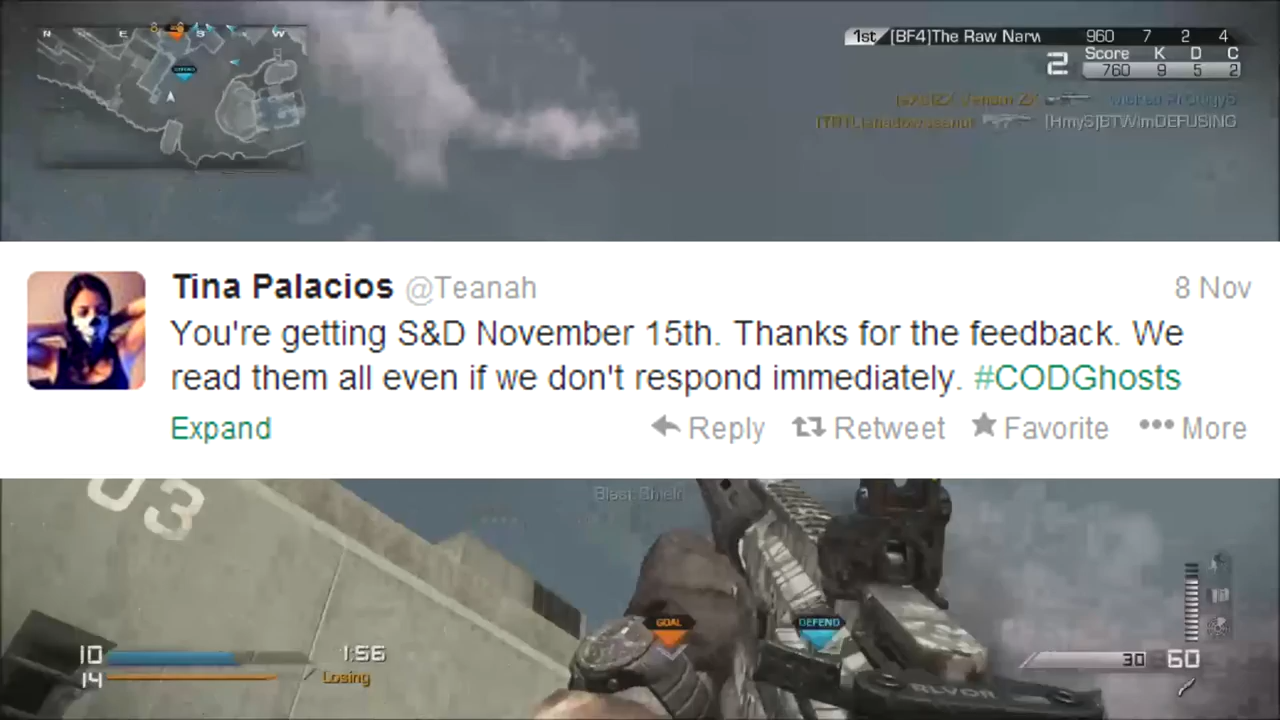 N E S W
1st [BF4]The Raw Narw 960 7 2 4
Score K D C
2 760 9 5 2
[HmyS]BTWimDEFUSING
DEFEND
Tina Palacios @Teanah 8 Nov
You're getting S&D November 15th. Thanks for the feedback. We
read them all even if we don't respond immediately. #CODGhosts
Expand Reply Retweet Favorite More
03
Blast Shield
GOAL DEFEND
10 1:56
14 Losing
30 60